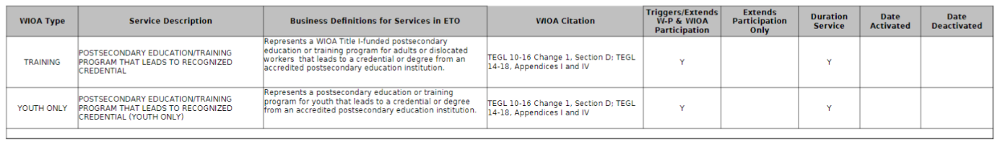 WIOA Type
Service Description
Business Definitions for Services in ETO
WIOA Citation
Triggers/Extends
W-P & WIOA
Participation
Extends
Participation
Only
Duration
Service
Date
Activated
Date
Deactivated
TRAINING
POSTSECONDARY EDUCATION/TRAINING
PROGRAM THAT LEADS TO RECOGNIZED
CREDENTIAL
Represents a WIOA Title I-funded postsecondary
education or training program for adults or dislocated
workers that leads to a credential or degree from an
accredited postsecondary education institution.
TEGL 10-16 Change 1, Section D; TEGL
14-18, Appendices I and IV
Y
Y
YOUTH ONLY
POSTSECONDARY EDUCATION/TRAINING
PROGRAM THAT LEADS TO RECOGNIZED
CREDENTIAL (YOUTH ONLY)
Represents a postsecondary education or training
program for youth that leads to a credential or degree
from an accredited postsecondary education institution.
TEGL 10-16 Change 1, Section D; TEGL
14-18, Appendices I and IV
Y
Y